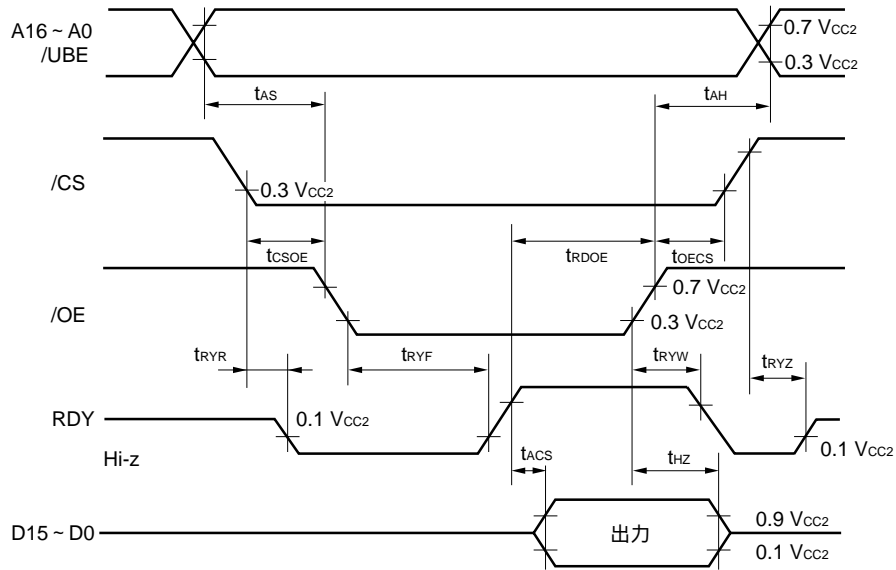 A16 ~ A0
/UBE
0.7 VCC2
0.3 VCC2
tAS
tAH
/CS
0.3 VCC2
tCSOE
tRDOE
tOECS
/OE
0.7 VCC2
0.3 VCC2
tRYR
tRYF
tRYW
tRYZ
RDY
0.1 VCC2
0.1 VCC2
Hi-z
tACS
tHZ
D15 ~ D0
出力
0.9 VCC2
0.1 VCC2